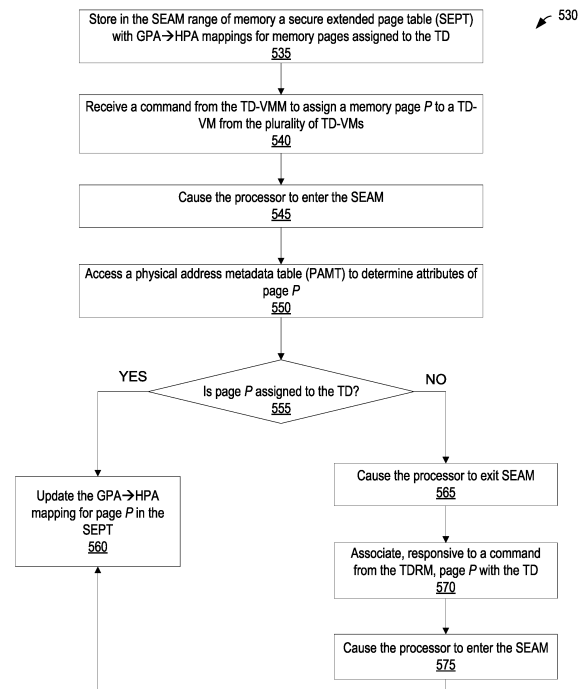 530
Store in the SEAM range of memory a secure extended page table (SEPT)
with GPA→HPA mappings for memory pages assigned to the TD
535
Receive a command from the TD-VMM to assign a memory page P to a TD-
VM from the plurality of TD-VMs
540
Cause the processor to enter the SEAM
545
Access a physical address metadata table (PAMT) to determine attributes of
page P
550
YES
NO
Is page P assigned to the TD?
555
Update the GPA→HPA
mapping for page P in the
SEPT
560
Cause the processor to exit SEAM
565
Associate, responsive to a command
from the TDRM, page P with the TD
570
Cause the processor to enter the SEAM
575